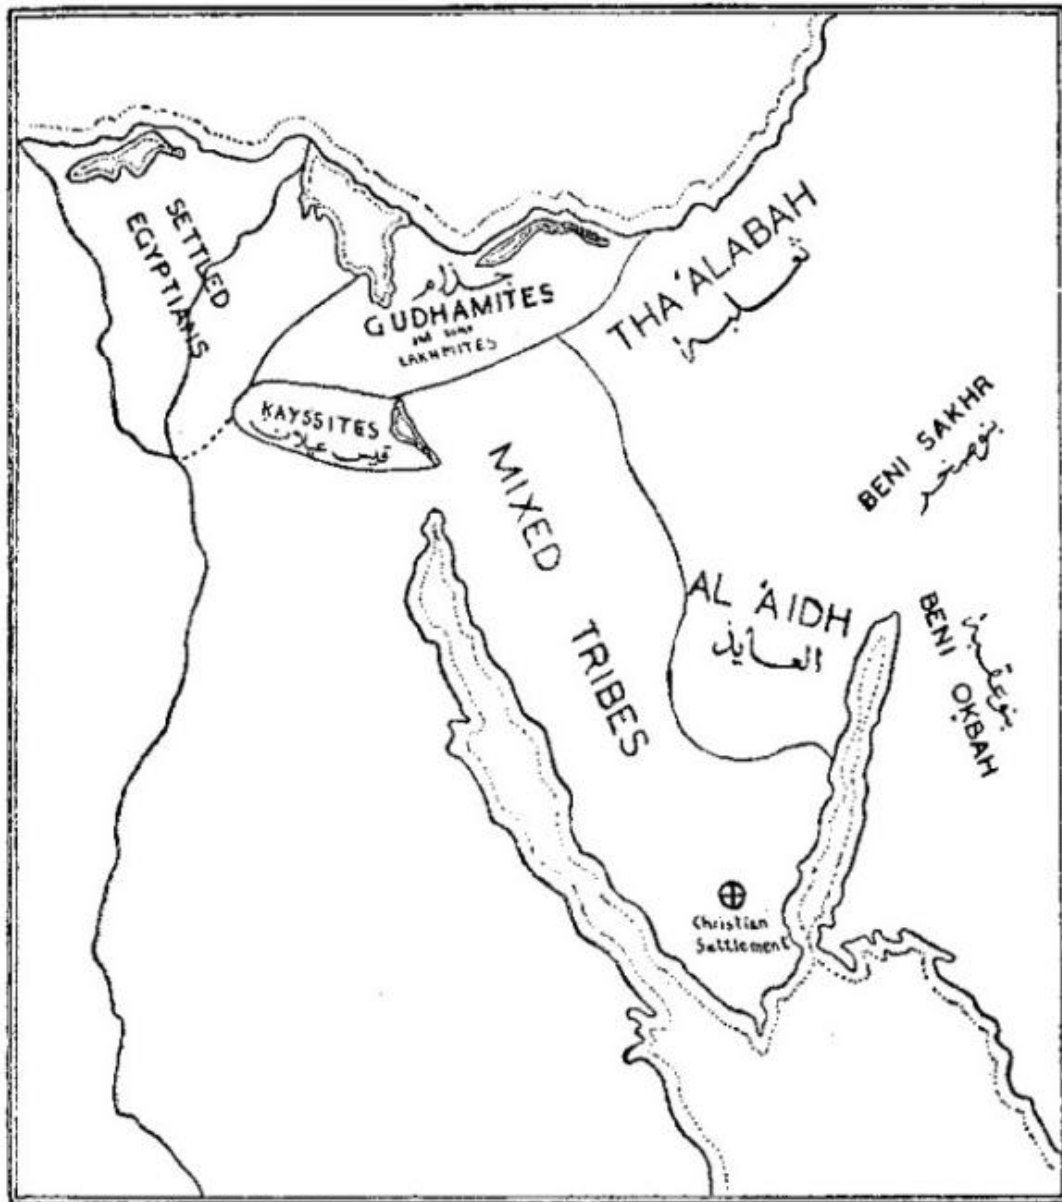 SETTLED
EGYPTIANS
جذام
GUDHAMITES
and some
LAKHMITES
KAYSSITES
قيس عيلان
THA'ALABAH
ثعلبة
MIXED
TRIBES
BENI SAKHR
بنو صخر
AL 'AIDH
العايذ
BENI OḲBAH
بنو عقبة
Christian
Settlement